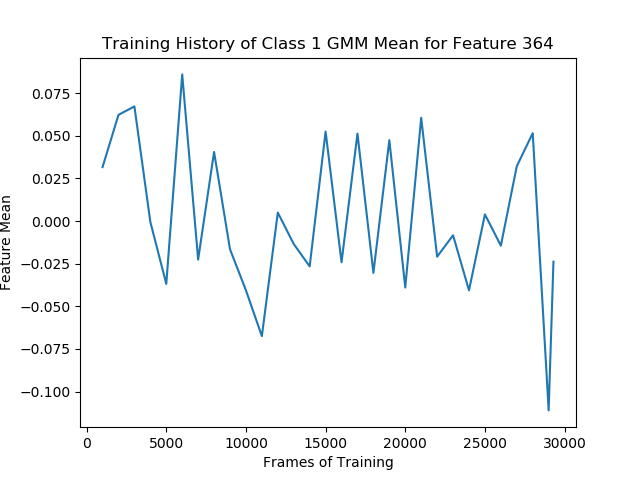 Training History of Class 1 GMM Mean for Feature 364
0.075
0.050
0.025
0.000
−0.025
−0.050
−0.075
−0.100
Feature Mean
0 5000 10000 15000 20000 25000 30000
Frames of Training